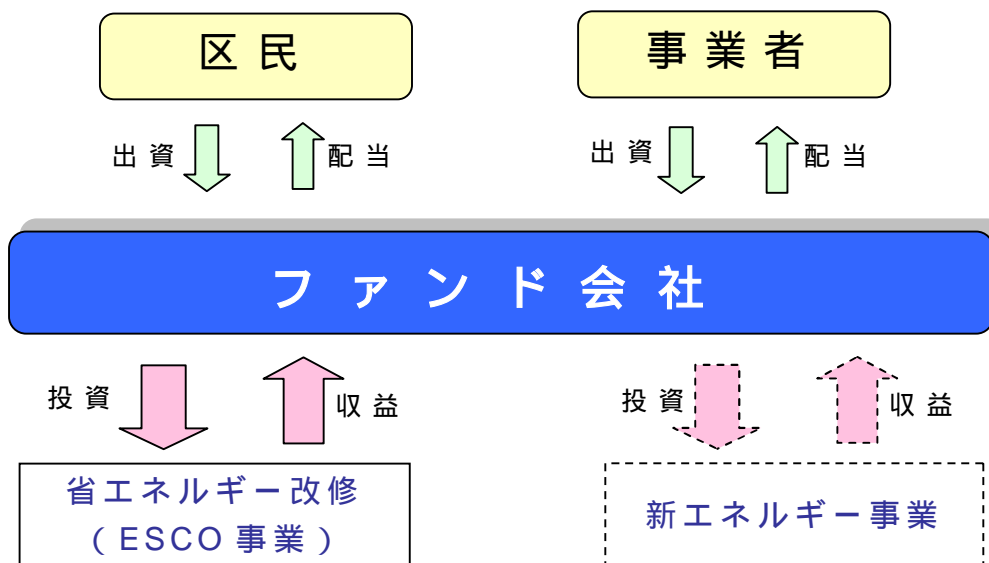 区民
事業者
出資
配当
出資
配当
ファンド会社
投資
収益
投資
収益
省エネルギー改修
（ESCO事業）
新エネルギー事業